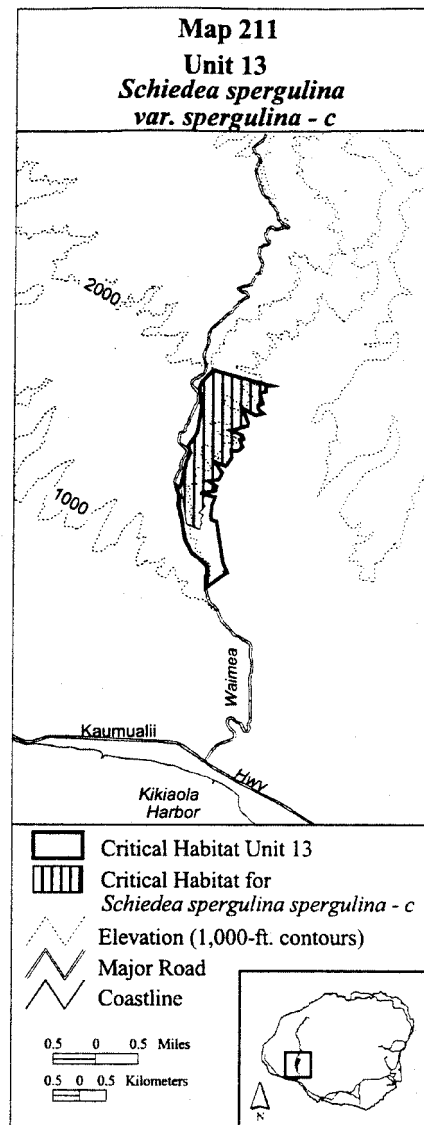 Map 211
Unit 13
Schiedea spergulina
var. spergulina - c
2000
1000
Waimea
Kaumualii
Hwy
Kikiaola
Harbor
Critical Habitat Unit 13
Critical Habitat for
Schiedea spergulina spergulina - c
Elevation (1,000-ft. contours)
Major Road
Coastline
0.5 0 0.5 Miles
0.5 0 0.5 Kilometers
N